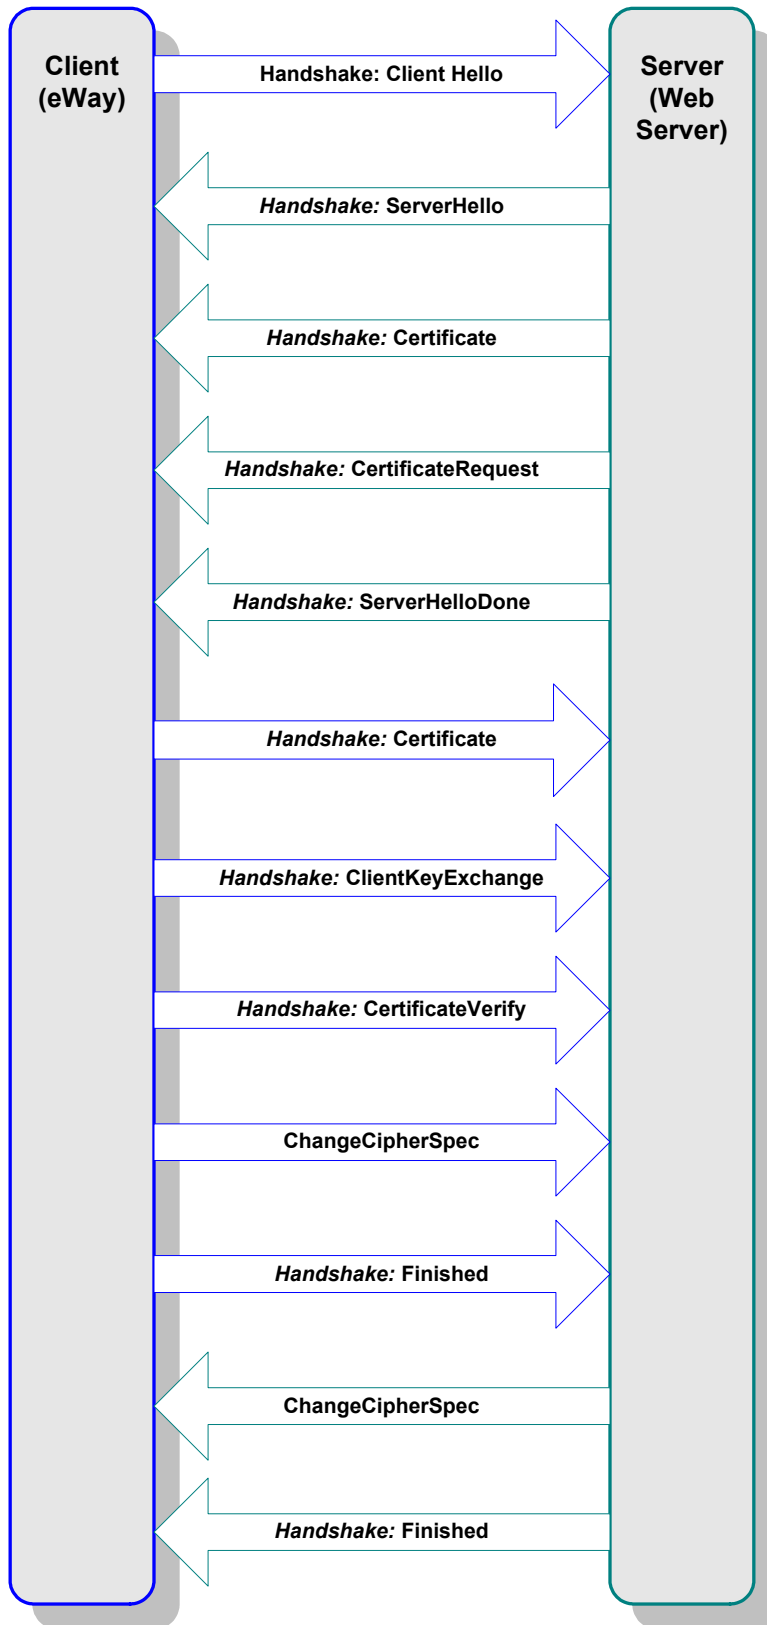 Client
(eWay)
Handshake: Client Hello
Server
(Web
Server)
Handshake: ServerHello
Handshake: Certificate
Handshake: CertificateRequest
Handshake: ServerHelloDone
Handshake: Certificate
Handshake: ClientKeyExchange
Handshake: CertificateVerify
ChangeCipherSpec
Handshake: Finished
ChangeCipherSpec
Handshake: Finished